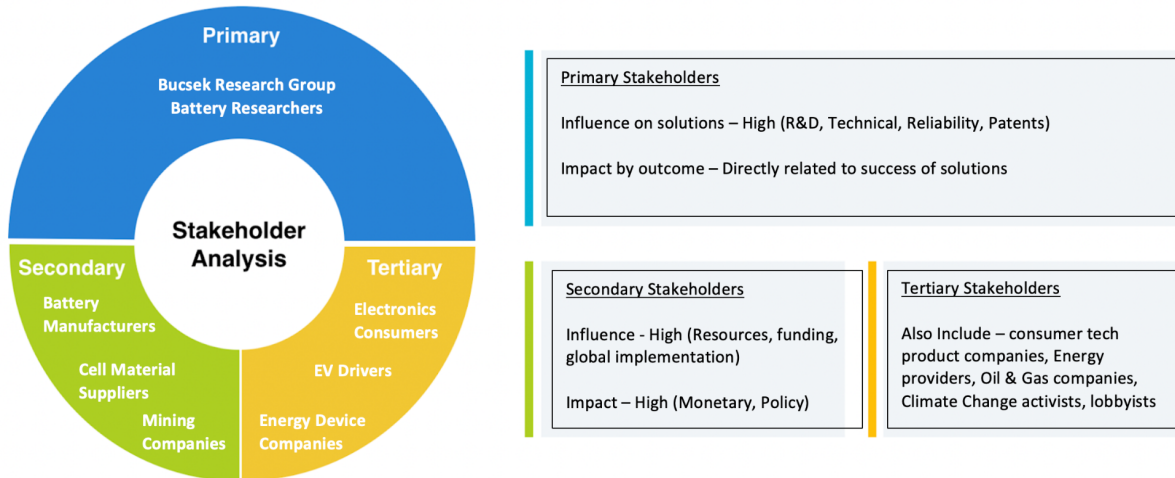 Primary
Bucsek Research Group
Battery Researchers
Stakeholder
Analysis
Secondary
Battery
Manufacturers
Cell Material
Suppliers
Mining
Companies
Tertiary
Electronics
Consumers
EV Drivers
Energy Device
Companies
Primary Stakeholders
Influence on solutions – High (R&D, Technical, Reliability, Patents)
Impact by outcome – Directly related to success of solutions
Secondary Stakeholders
Influence - High (Resources, funding,
global implementation)
Impact – High (Monetary, Policy)
Tertiary Stakeholders
Also Include – consumer tech
product companies, Energy
providers, Oil & Gas companies,
Climate Change activists, lobbyists